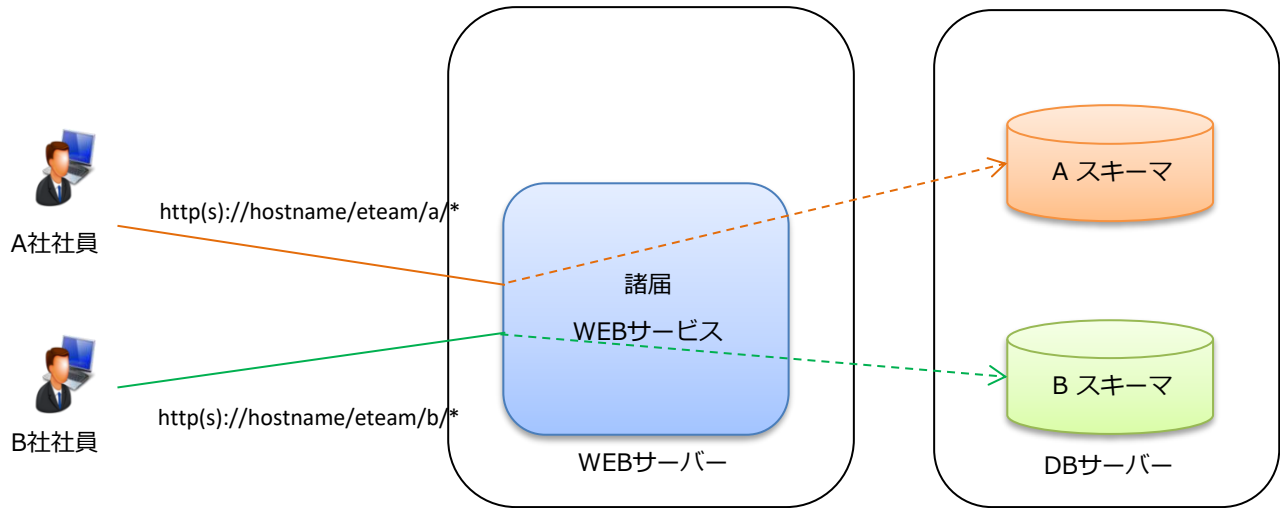 A社社員
http(s)://hostname/eteam/a/*
B社社員
http(s)://hostname/eteam/b/*
諸届
WEBサービス
WEBサーバー
A スキーマ
B スキーマ
DBサーバー